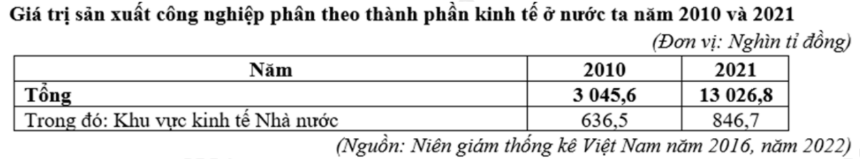 Giá trị sản xuất công nghiệp phân theo thành phần kinh tế ở nước ta năm 2010 và 2021
(Đơn vị: Nghìn tỉ đồng)
Năm 2010 2021
Tổng 3 045,6 13 026,8
Trong đó: Khu vực kinh tế Nhà nước 636,5 846,7
(Nguồn: Niên giám thống kê Việt Nam năm 2016, năm 2022)